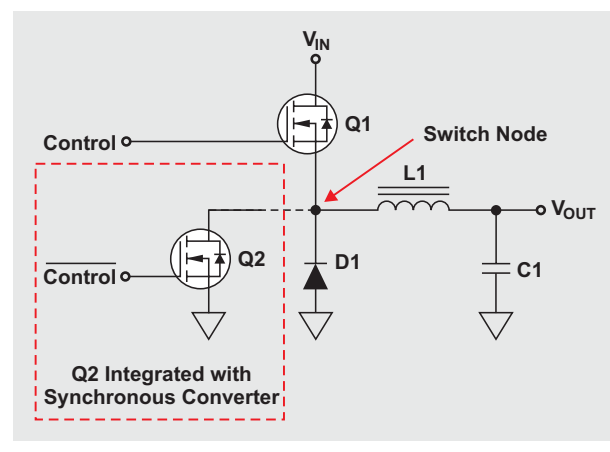 VIN
Q1
Control
Switch Node
L1
VOUT
Q2
D1
C1
Control
Q2 Integrated with
Synchronous Converter